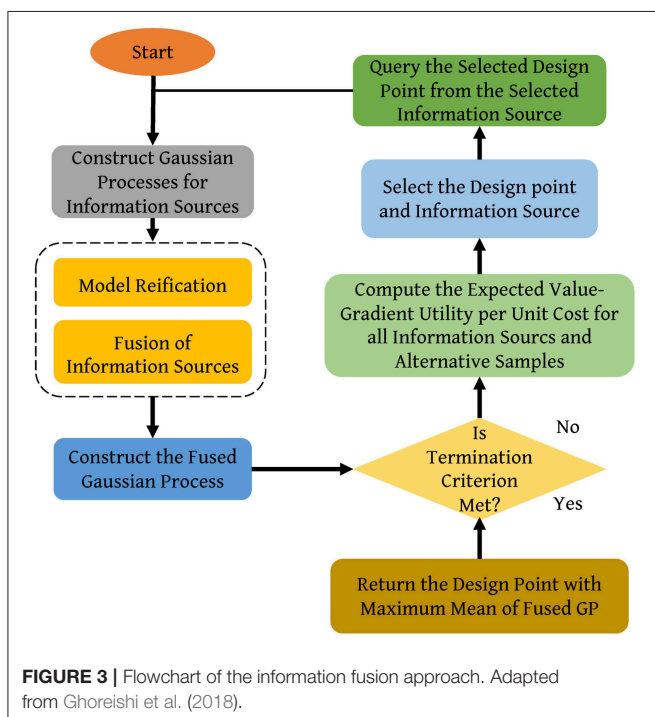 Start
Construct Gaussian
Processes for
Information Sources
Model Reification
Fusion of
Information Sources
Construct the Fused
Gaussian Process
Is
Termination
Criterion
Met?
No
Yes
Return the Design Point with
Maximum Mean of Fused GP
Compute the Expected Value-
Gradient Utility per Unit Cost for
all Information Sourcs and
Alternative Samples
Select the Design point
and Information Source
Query the Selected Design
Point from the Selected
Information Source
FIGURE 3 | Flowchart of the information fusion approach. Adapted
from Ghoreishi et al. (2018).